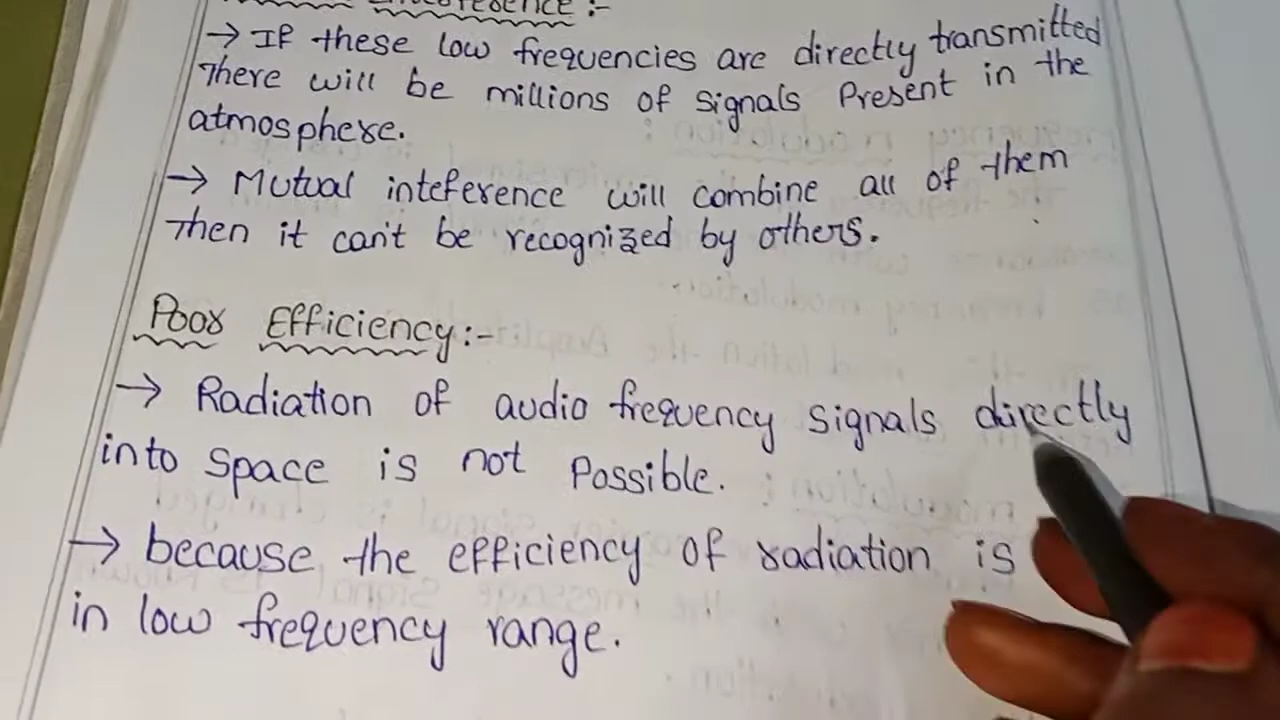 → If these low frequencies are directly transmitted
There will be millions of signals Present in the
atmosphere.
→ Mutual inteference will combine all of them
Then it can't be recognized by others.
Poor Efficiency:-
→ Radiation of audio frequency signals directly
into space is not Possible.
→ because the efficiency of radiation is
in low frequency range.